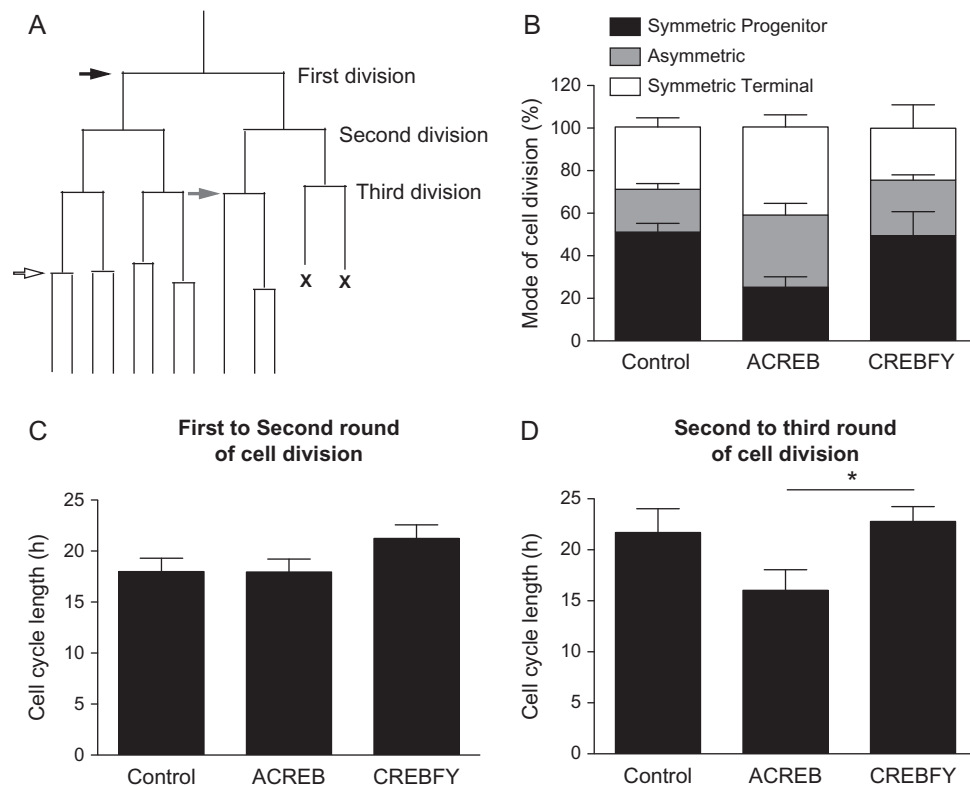 A
First division
Second division
Third division
X X
B
Symmetric Progenitor
Asymmetric
Symmetric Terminal
Mode of cell division (%)
120
100
80
60
40
20
0
Control ACREB CREBFY
C
First to Second round
of cell division
Cell cycle length (h)
25
20
15
10
5
0
Control ACREB CREBFY
D
Second to third round
of cell division
*
Cell cycle length (h)
25
20
15
10
5
0
Control ACREB CREBFY